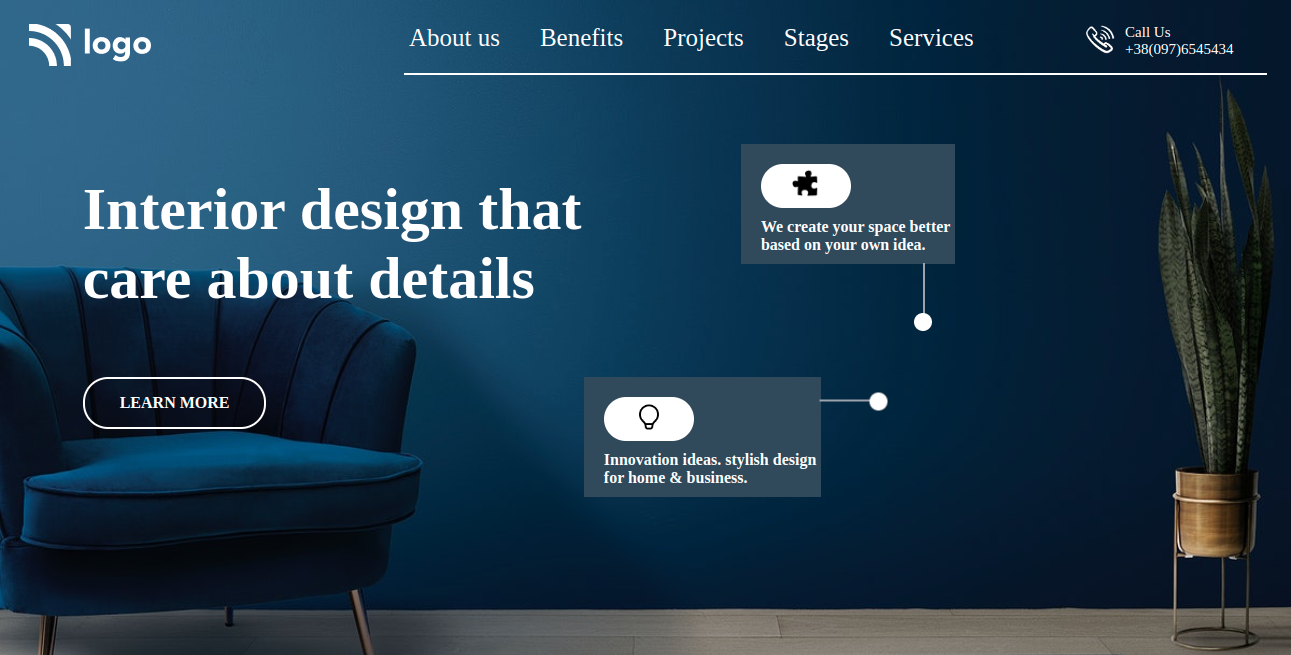 logo
About us
Benefits
Projects
Stages
Services
Call Us
+38(097)6545434
Interior design that
care about details
LEARN MORE
We create your space better
based on your own idea.
Innovation ideas. stylish design
for home & business.